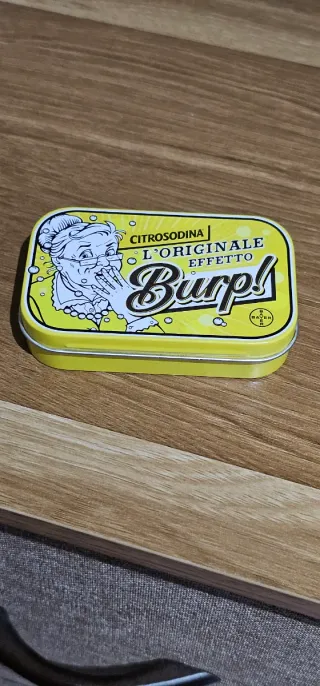 CITROSODINA
L'ORIGINALE
EFFETTO
Burp!
BAYER